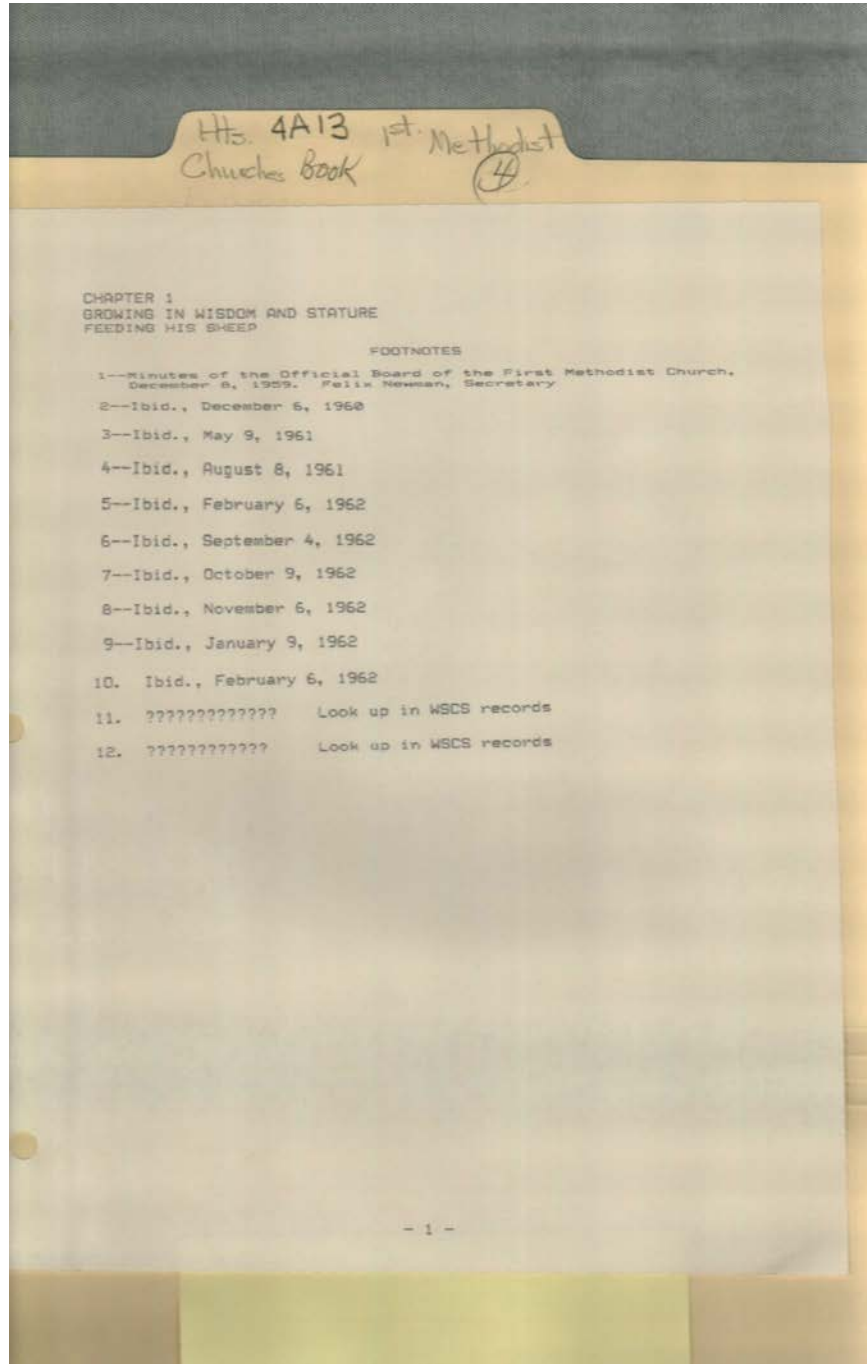 Hts. 4A13 1st. Methodist
Churches Book 4
CHAPTER 1
GROWING IN WISDOM AND STATURE
FEEDING HIS SHEEP
FOOTNOTES
1--Minutes of the Official Board of the First Methodist Church,
December 8, 1959. Felix Newman, Secretary
2--Ibid., December 6, 1960
3--Ibid., May 9, 1961
4--Ibid., August 8, 1961
5--Ibid., February 6, 1962
6--Ibid., September 4, 1962
7--Ibid., October 9, 1962
8--Ibid., November 6, 1962
9--Ibid., January 9, 1962
10. Ibid., February 6, 1962
11. ????????????? Look up in WSCS records
12. ???????????? Look up in WSCS records
- 1 -